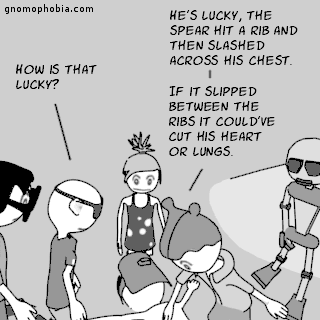 gnomophobia.com
HOW IS THAT
LUCKY?
HE'S LUCKY, THE
SPEAR HIT A RIB AND
THEN SLASHED
ACROSS HIS CHEST.
IF IT SLIPPED
BETWEEN THE
RIBS IT COULD'VE
CUT HIS HEART
OR LUNGS.